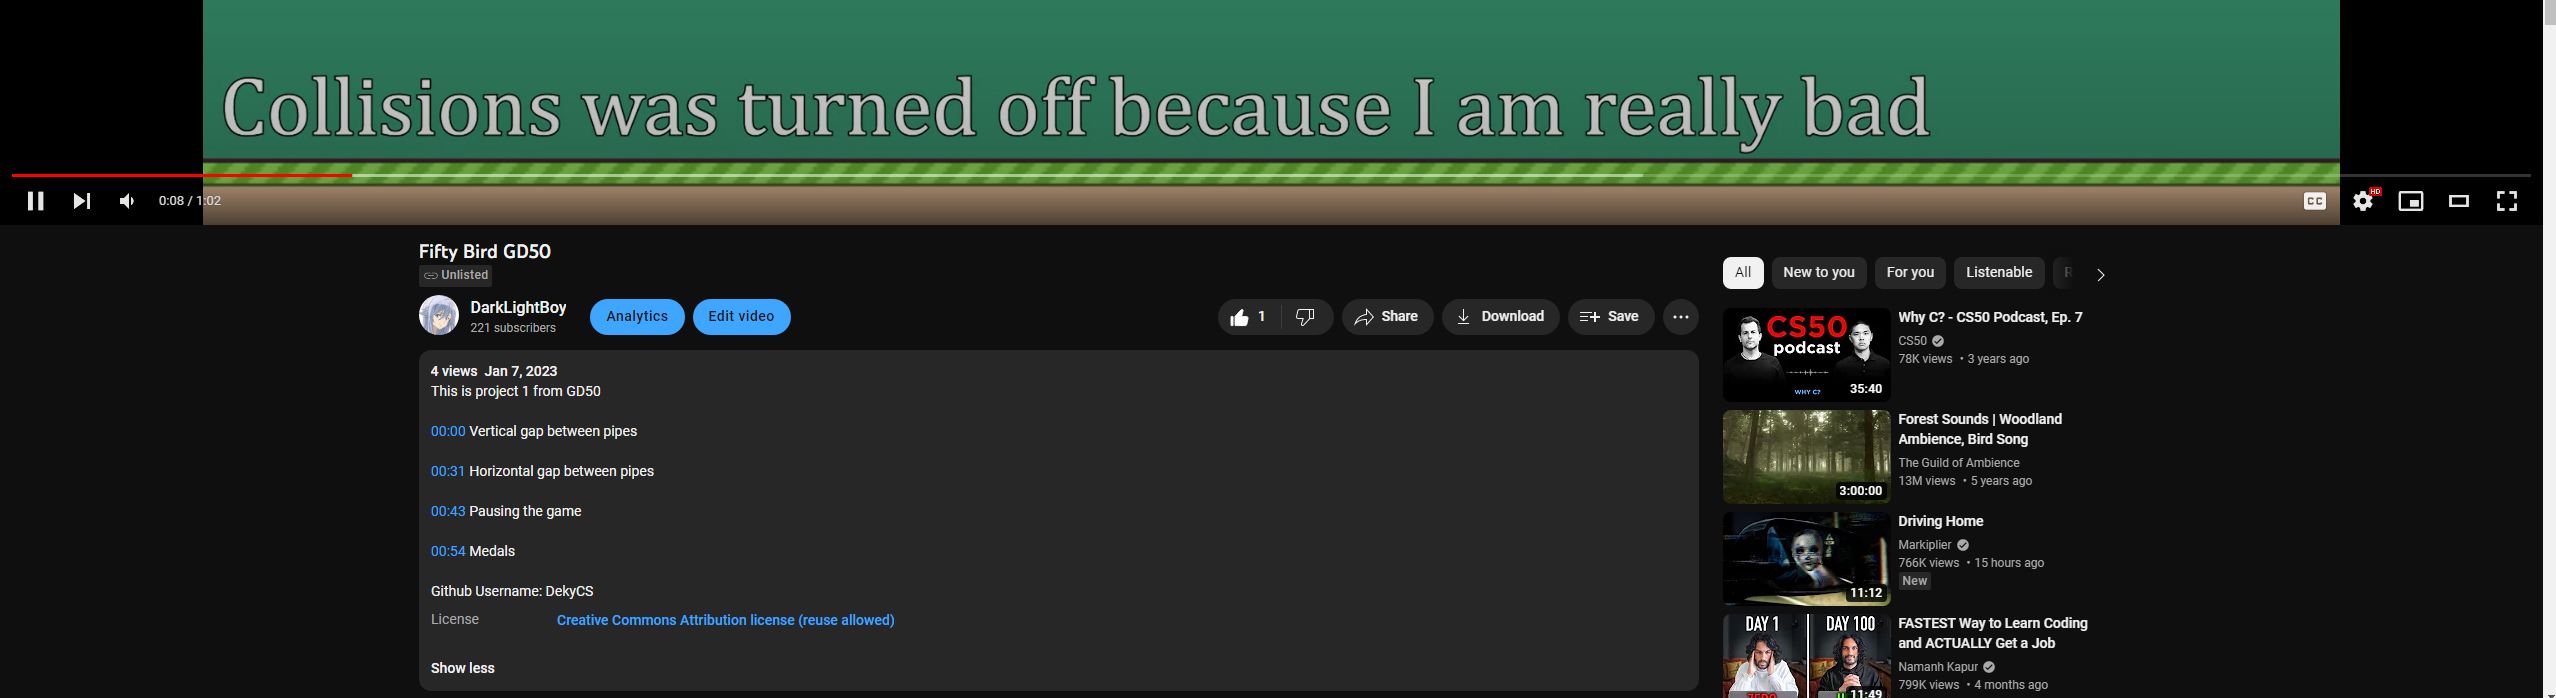 Collisions was turned off because I am really bad
0:08 / 1:02
CC
HD
Fifty Bird GD50
Unlisted
DarkLightBoy
221 subscribers
Analytics
Edit video
1
Share
Download
Save
4 views Jan 7, 2023
This is project 1 from GD50
00:00 Vertical gap between pipes
00:31 Horizontal gap between pipes
00:43 Pausing the game
00:54 Medals
Github Username: DekyCS
License
Creative Commons Attribution license (reuse allowed)
Show less
All
New to you
For you
Listenable
CS50
podcast
WHY C?
35:40
Why C? - CS50 Podcast, Ep. 7
CS50
78K views • 3 years ago
3:00:00
Forest Sounds | Woodland
Ambience, Bird Song
The Guild of Ambience
13M views • 5 years ago
11:12
Driving Home
Markiplier
766K views • 15 hours ago
New
DAY 1
DAY 100
11:49
FASTEST Way to Learn Coding
and ACTUALLY Get a Job
Namanh Kapur
799K views • 4 months ago